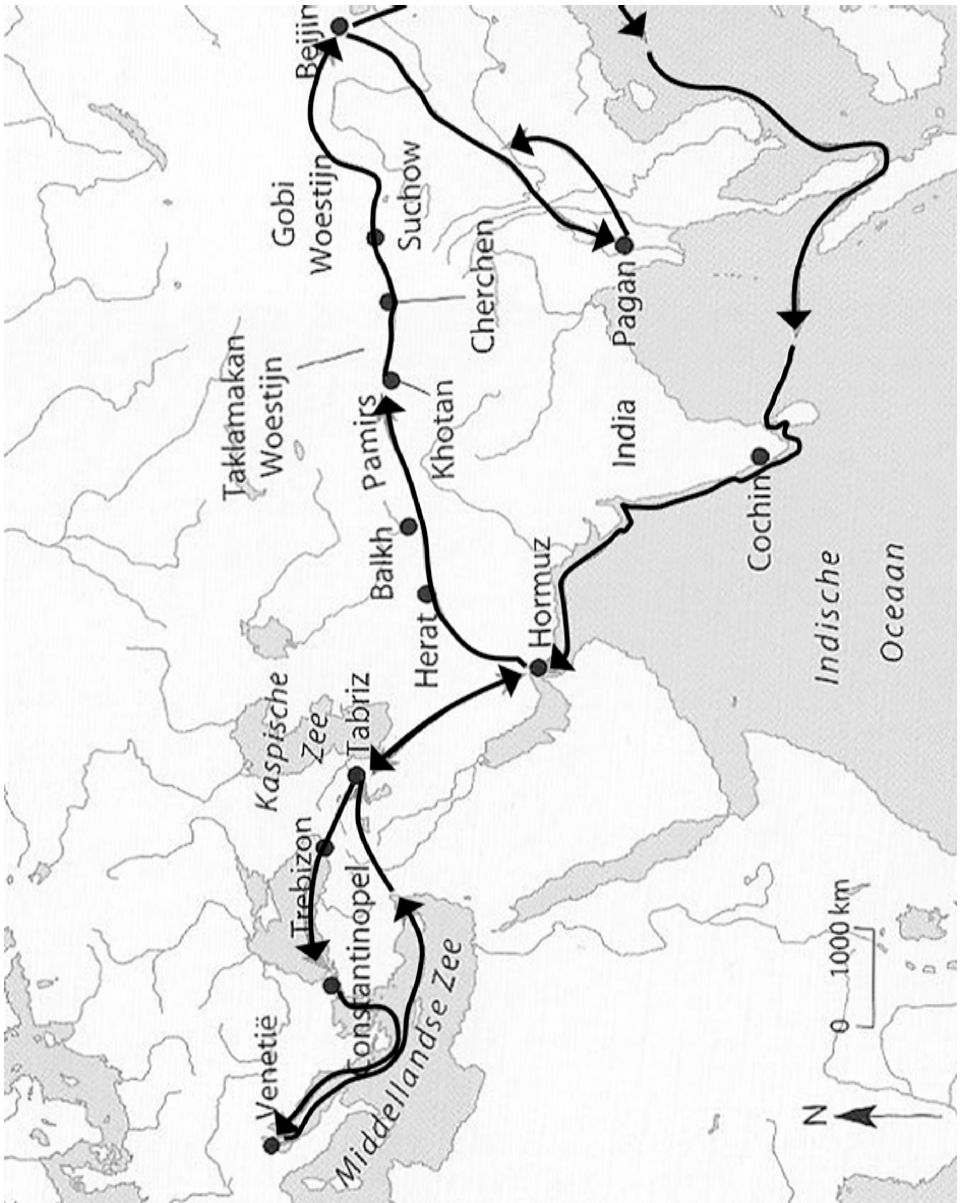 Venetië
Constantinopel
Trebizon
Middellandse Zee
Kaspische
Zee
Tabriz
Herat
Balkh
Hormuz
Pamirs
Khotan
Taklamakan
Woestijn
Cherchen
Gobi
Woestijn
Suchow
Beijin
Pagan
India
Cochin
Indische
Oceaan
N
0 1000 km